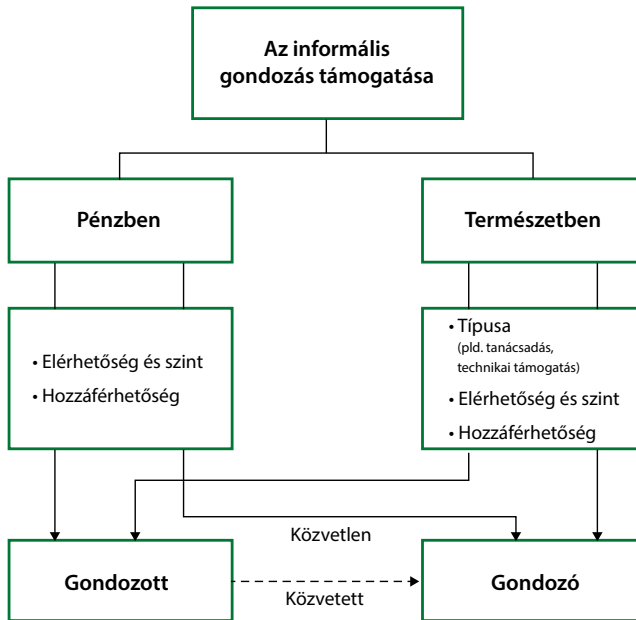 Az informális
gondozás támogatása
Pénzben
Természetben
• Elérhetőség és szint
• Hozzáférhetőség
• Típusa
(pld. tanácsadás,
technikai támogatás)
• Elérhetőség és szint
• Hozzáférhetőség
Közvetlen
Gondozott
Közvetett
Gondozó